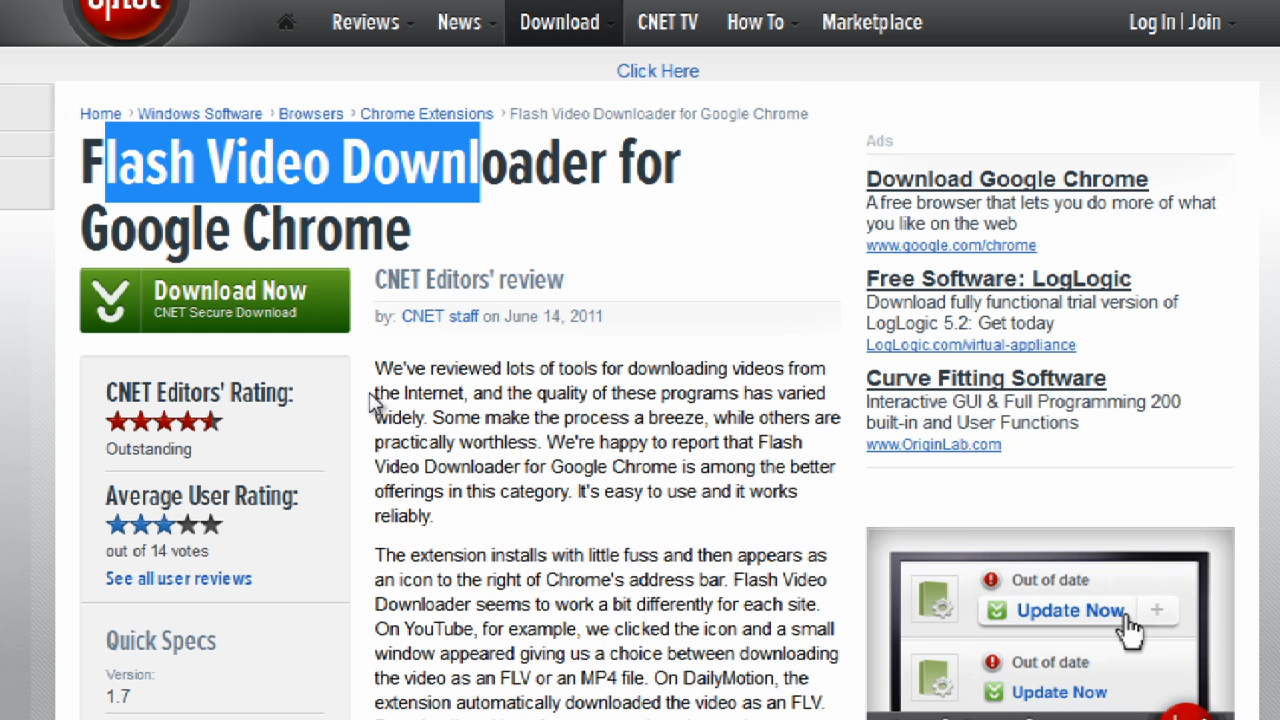 Reviews
News
Download
CNET TV
How To
Marketplace
Log In | Join
Click Here
Home › Windows Software › Browsers › Chrome Extensions › Flash Video Downloader for Google Chrome
Flash Video Downloader for
Google Chrome
Download Now
CNET Secure Download
CNET Editors' Rating:
Outstanding
Average User Rating:
out of 14 votes
See all user reviews
Quick Specs
Version:
1.7
CNET Editors' review
by: CNET staff on June 14, 2011
We've reviewed lots of tools for downloading videos from
the Internet, and the quality of these programs has varied
widely. Some make the process a breeze, while others are
practically worthless. We're happy to report that Flash
Video Downloader for Google Chrome is among the better
offerings in this category. It's easy to use and it works
reliably.
The extension installs with little fuss and then appears as
an icon to the right of Chrome's address bar. Flash Video
Downloader seems to work a bit differently for each site.
On YouTube, for example, we clicked the icon and a small
window appeared giving us a choice between downloading
the video as an FLV or an MP4 file. On DailyMotion, the
extension automatically downloaded the video as an FLV.
Ads
Download Google Chrome
A free browser that lets you do more of what
you like on the web
www.google.com/chrome
Free Software: LogLogic
Download fully functional trial version of
LogLogic 5.2: Get today
LogLogic.com/virtual-appliance
Curve Fitting Software
Interactive GUI & Full Programming 200
built-in and User Functions
www.OriginLab.com
Out of date
Update Now
Out of date
Update Now